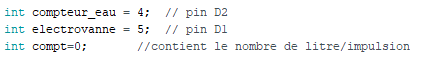 int compteur_eau = 4;  // pin D2
int electrovanne = 5;  // pin D1
int compt=0;       //contient le nombre de litre/impulsion